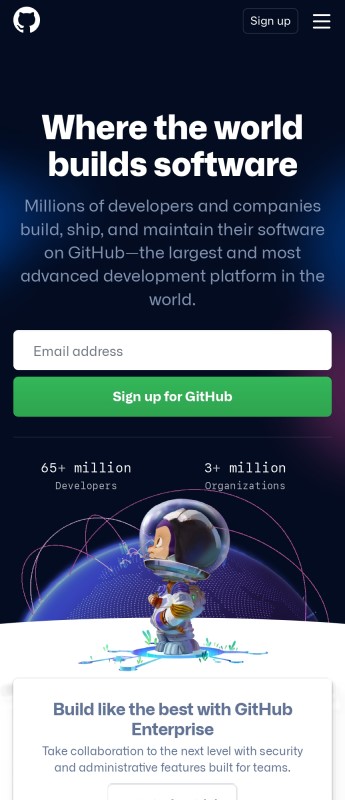 Sign up
Where the world
builds software
Millions of developers and companies
build, ship, and maintain their software
on GitHub—the largest and most
advanced development platform in the
world.
Email address
Sign up for GitHub
65+ million
3+ million
Developers
Organizations
Build like the best with GitHub
Enterprise
Take collaboration to the next level with security
and administrative features built for teams.